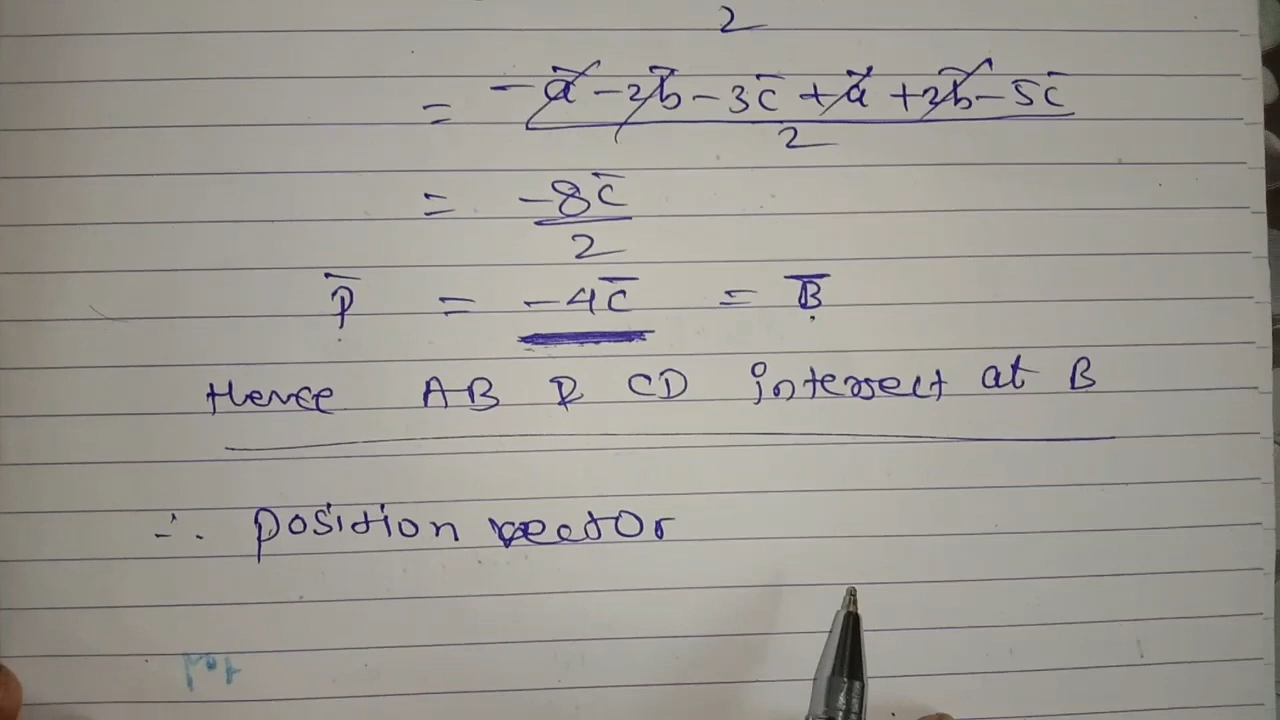 2
= -a̅ - 2b̅ - 3c̅ + a̅ + 2b̅ - 5c̅
2
= -8c̅
2
P̅ = -4c̅ = B̅
Hence AB & CD intersect at B
∴ position vector